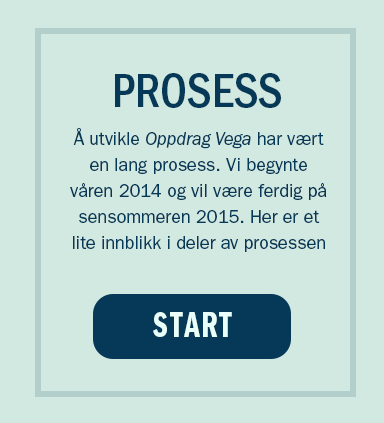 PROSESS
Å utvikle Oppdrag Vega har vært
en lang prosess. Vi begynte
våren 2014 og vil være ferdig på
sensommeren 2015. Her er et
lite innblikk i deler av prosessen
START